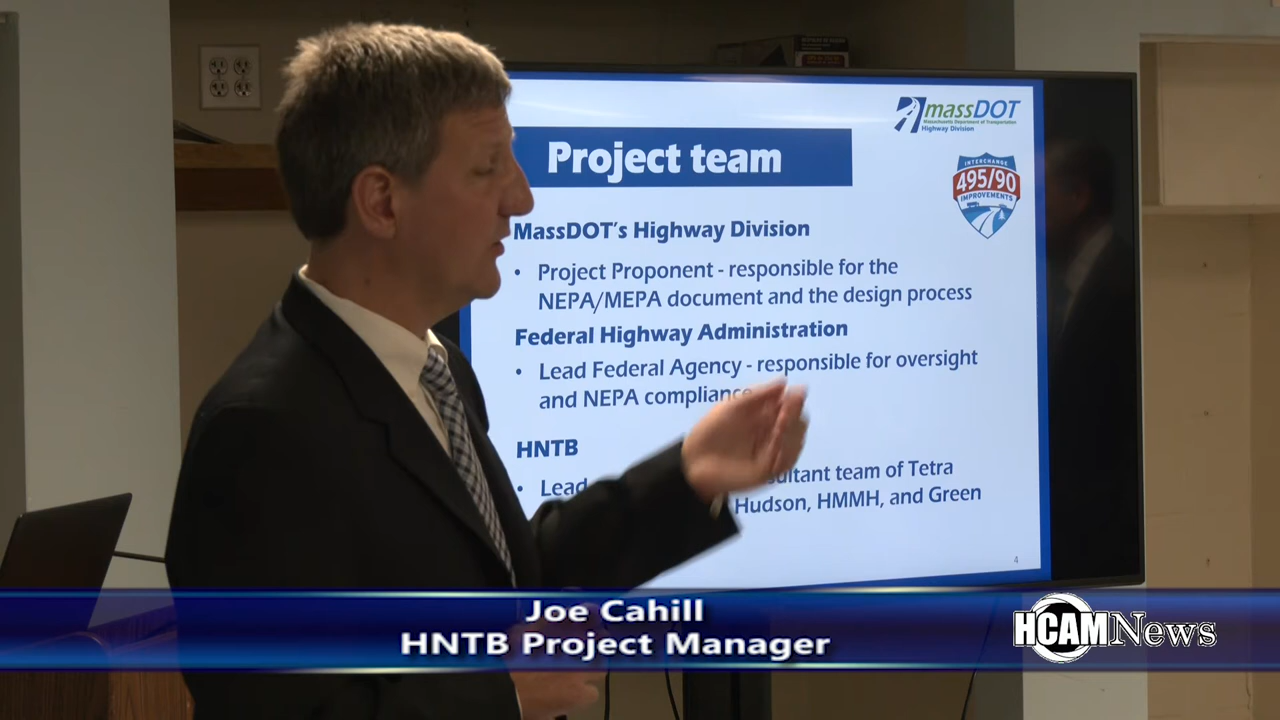 massDOT
Massachusetts Department of Transportation
Highway Division
Project team
INTERCHANGE
495/90
IMPROVEMENTS
MassDOT's Highway Division
• Project Proponent - responsible for the
NEPA/MEPA document and the design process
Federal Highway Administration
• Lead Federal Agency - responsible for oversight
and NEPA compliance
HNTB
• Lead sultant team of Tetra
Hudson, HMMH, and Green
4
Joe Cahill
HNTB Project Manager
HCAM News